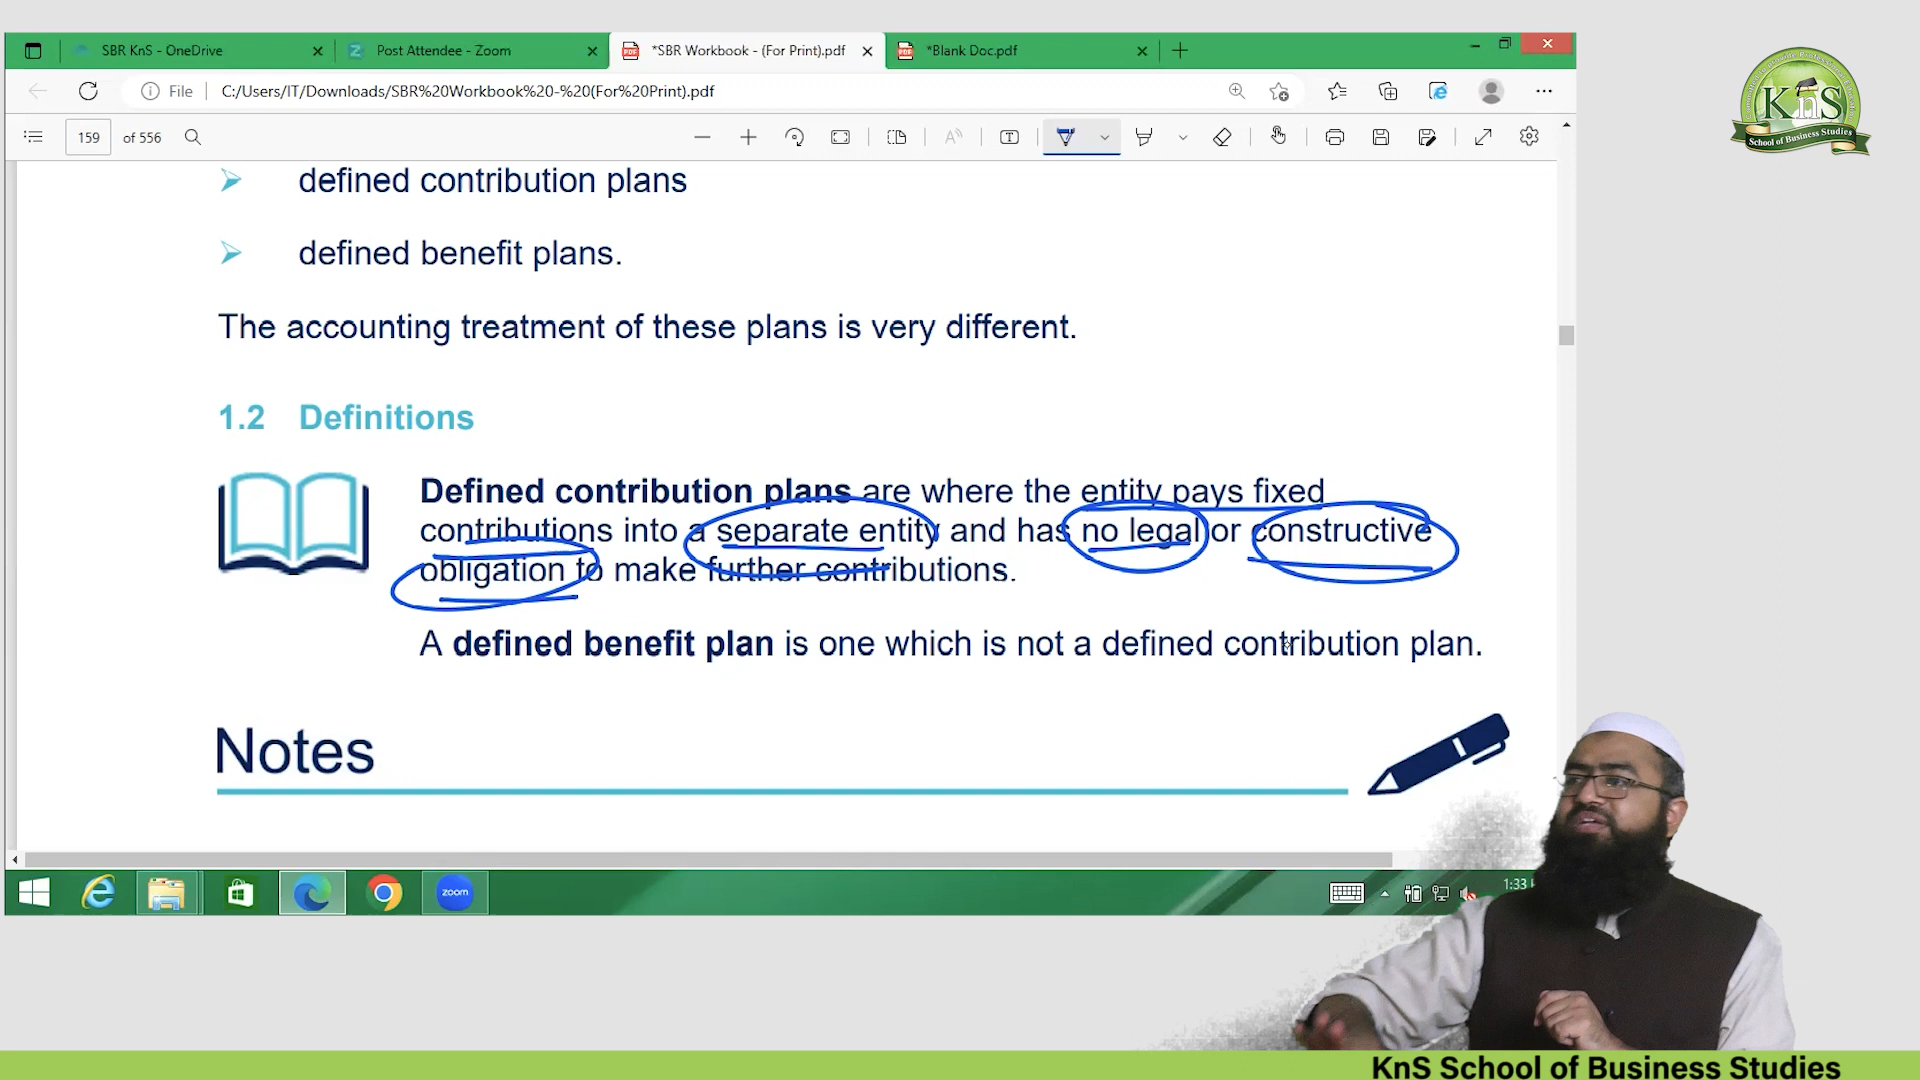 SBR KnS - OneDrive
Post Attendee - Zoom
*SBR Workbook - (For Print).pdf
*Blank Doc.pdf
File
C:/Users/IT/Downloads/SBR%20Workbook%20-%20(For%20Print).pdf
159 of 556
defined contribution plans
defined benefit plans.
The accounting treatment of these plans is very different.
1.2 Definitions
Defined contribution plans are where the entity pays fixed
contributions into a separate entity and has no legal or constructive
obligation to make further contributions.
A defined benefit plan is one which is not a defined contribution plan.
Notes
zoom
1:33
KnS
School of Business Studies
KnS School of Business Studies